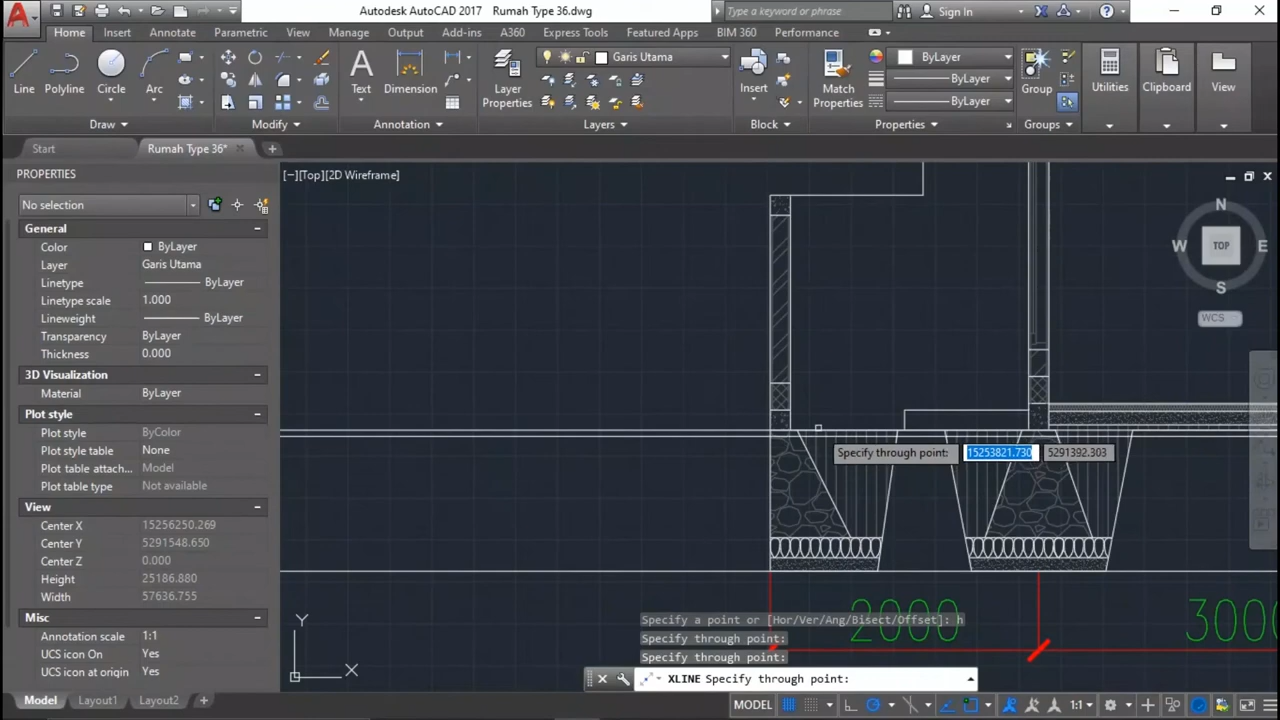 Autodesk AutoCAD 2017 Rumah Type 36.dwg
Type a keyword or phrase
Sign In
Home Insert Annotate Parametric View Manage Output Add-ins A360 Express Tools Featured Apps BIM 360 Performance
Line Polyline Circle Arc
Text Dimension
Layer Properties
Garis Utama
Insert
Match Properties
ByLayer
ByLayer
ByLayer
Group
Utilities
Clipboard
View
Draw Modify Annotation Layers Block Properties Groups
Start Rumah Type 36*
PROPERTIES
No selection
General
Color ByLayer
Layer Garis Utama
Linetype ByLayer
Linetype scale 1.000
Lineweight ByLayer
Transparency ByLayer
Thickness 0.000
3D Visualization
Material ByLayer
Plot style
Plot style ByColor
Plot style table None
Plot table attach... Model
Plot table type Not available
View
Center X 15256250.269
Center Y 5291548.650
Center Z 0.000
Height 25186.880
Width 57636.755
Misc
Annotation scale 1:1
UCS icon On Yes
UCS icon at origin Yes
[−][Top][2D Wireframe]
N
W TOP E
S
WCS
Specify through point: 15253821.730 5291392.303
2000 3000
Y
X
Specify a point or [Hor/Ver/Ang/Bisect/Offset]: h
Specify through point:
Specify through point:
XLINE Specify through point:
Model Layout1 Layout2
MODEL
1:1